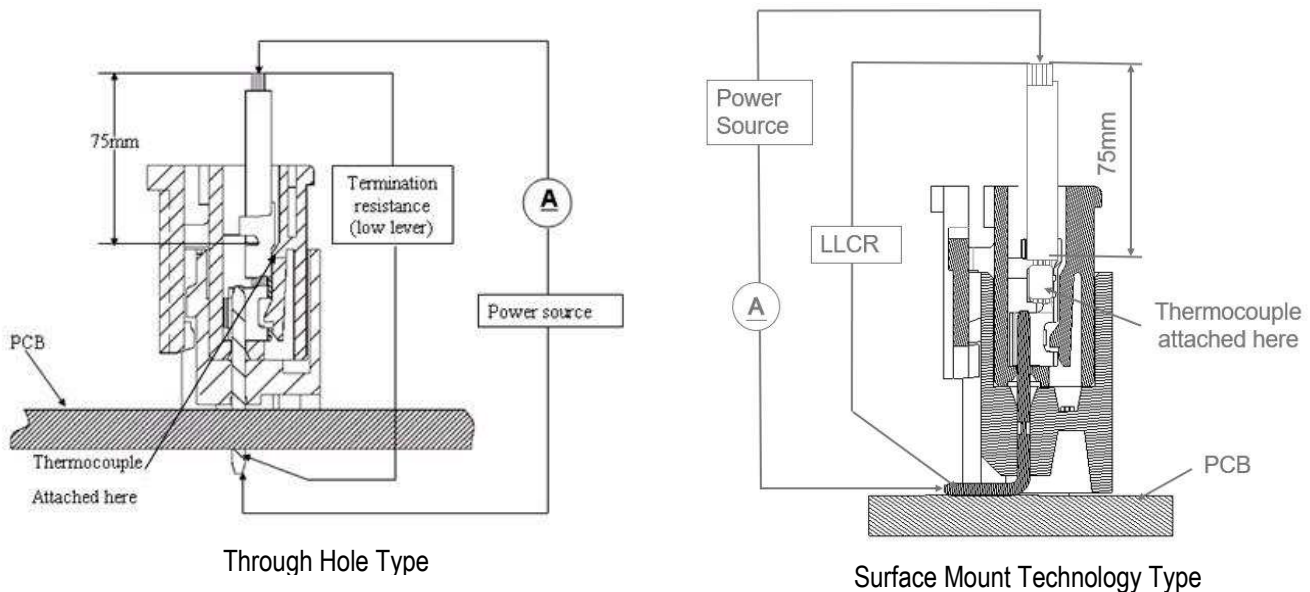 75mm
Termination
resistance
(low lever)
A
Power source
PCB
Thermocouple
Attached here
Through Hole Type
Power
Source
75mm
LLCR
A
Thermocouple
attached here
PCB
Surface Mount Technology Type